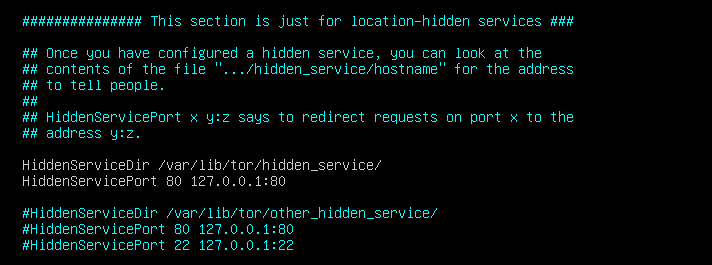 ############### This section is just for location-hidden services ###
## Once you have configured a hidden service, you can look at the
## contents of the file ".../hidden_service/hostname" for the address
## to tell people.
##
## HiddenServicePort x y:z says to redirect requests on port x to the
## address y:z.
HiddenServiceDir /var/lib/tor/hidden_service/
HiddenServicePort 80 127.0.0.1:80
#HiddenServiceDir /var/lib/tor/other_hidden_service/
#HiddenServicePort 80 127.0.0.1:80
#HiddenServicePort 22 127.0.0.1:22